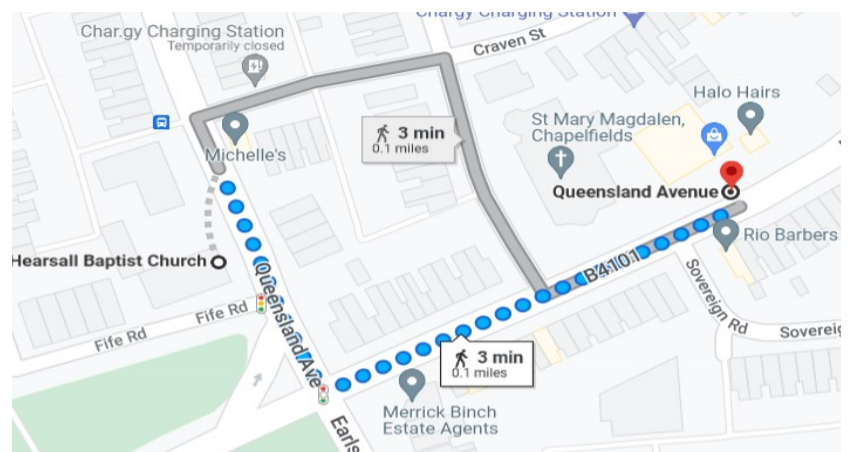 Chargy Charging Station
Char.gy Charging Station
Temporarily closed
Craven St
Halo Hairs
3 min
0.1 miles
St Mary Magdalen,
Chapelfields
Michelle's
Queensland Avenue
Hearsall Baptist Church
Rio Barbers
B4101
Queensland Ave
Sovereign Rd
Sovereign
Fife Rd
Fife Rd
3 min
0.1 miles
Merrick Binch
Estate Agents
Earls